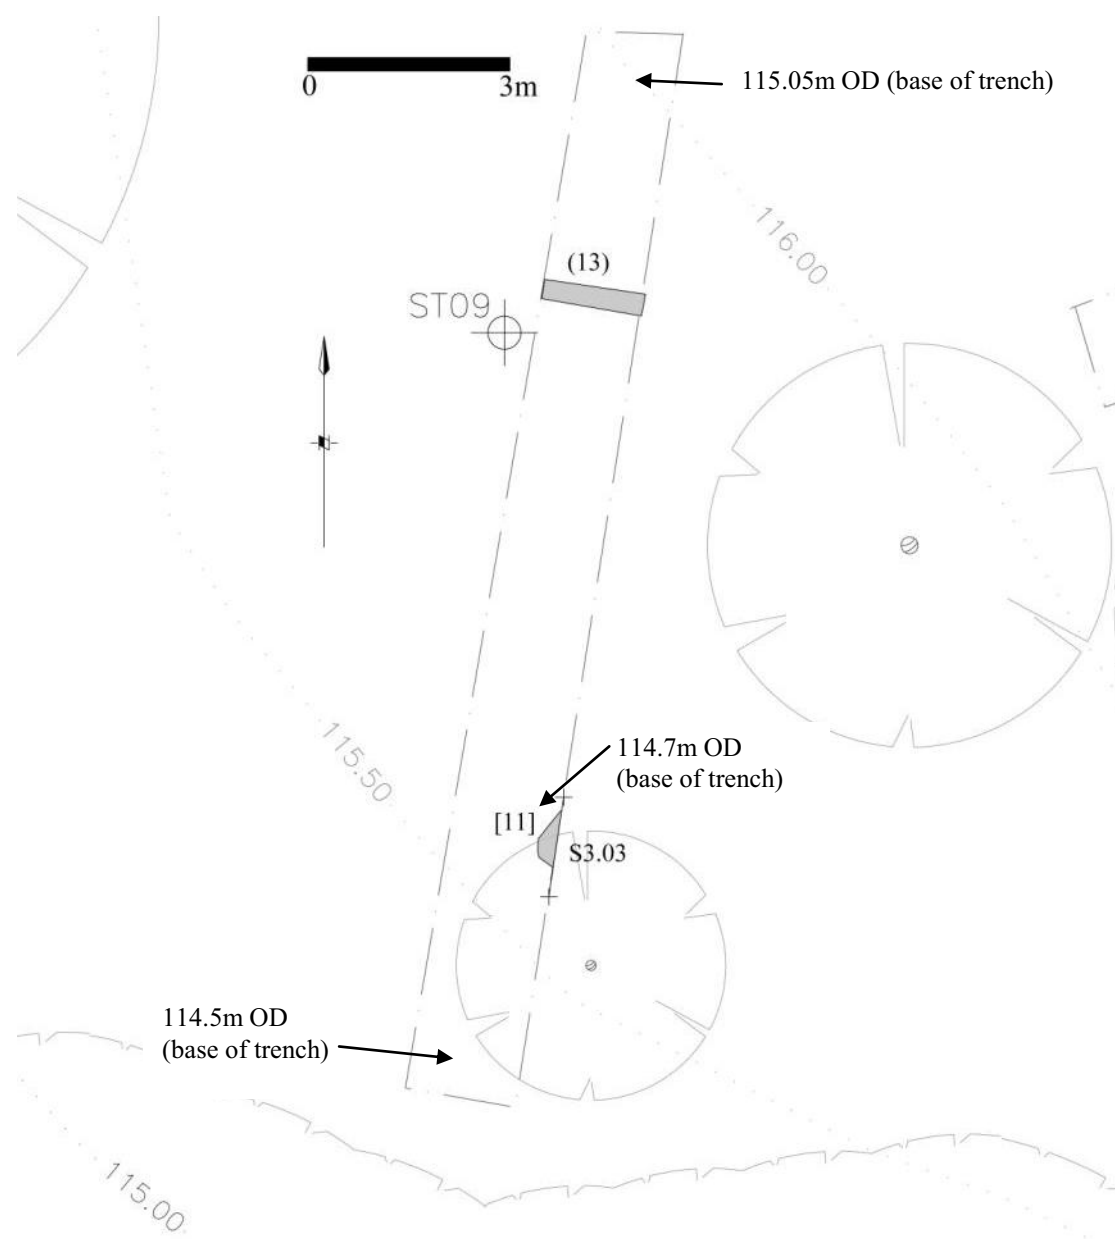 0 3m
115.05m OD (base of trench)
116.00
(13)
ST09
115.50
114.7m OD
(base of trench)
[11]
S3.03
114.5m OD
(base of trench)
115.00